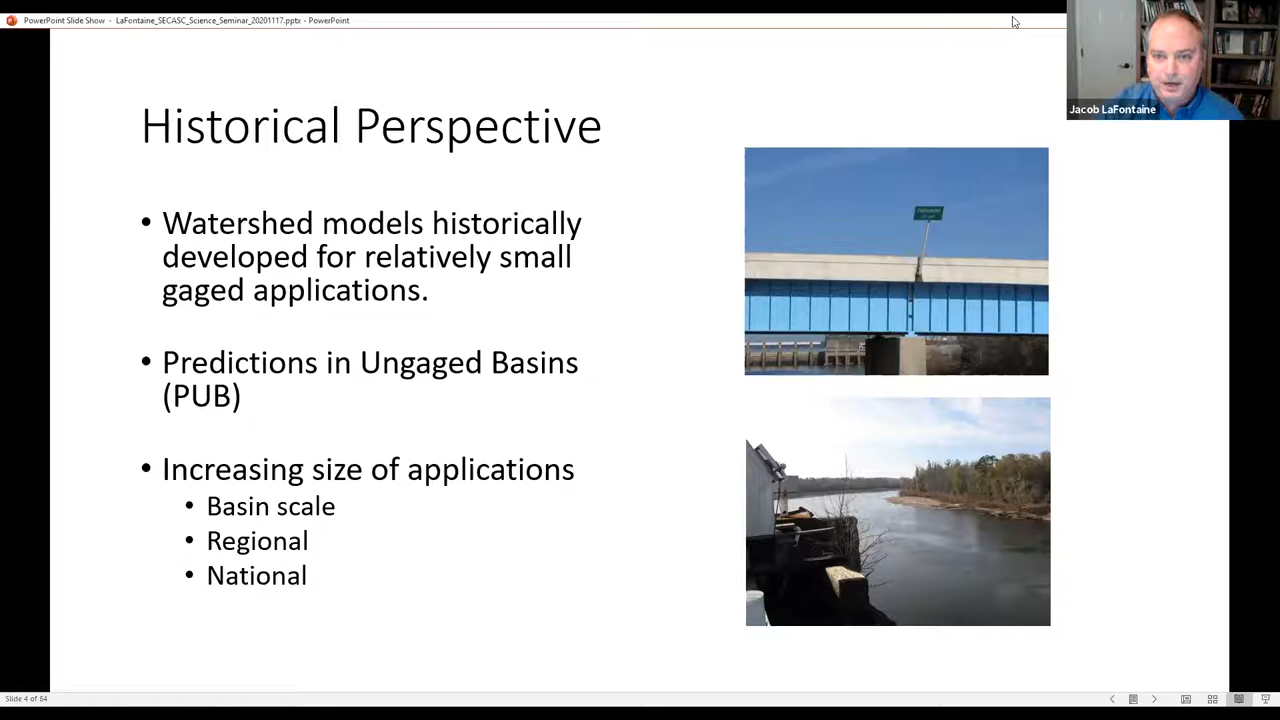 PowerPoint Slide Show - LaFontaine_SECASC_Science_Seminar_20201117.pptx - PowerPoint
Jacob LaFontaine
Historical Perspective
• Watershed models historically
developed for relatively small
gaged applications.
• Predictions in Ungaged Basins
(PUB)
• Increasing size of applications
• Basin scale
• Regional
• National
Slide 4 of 64